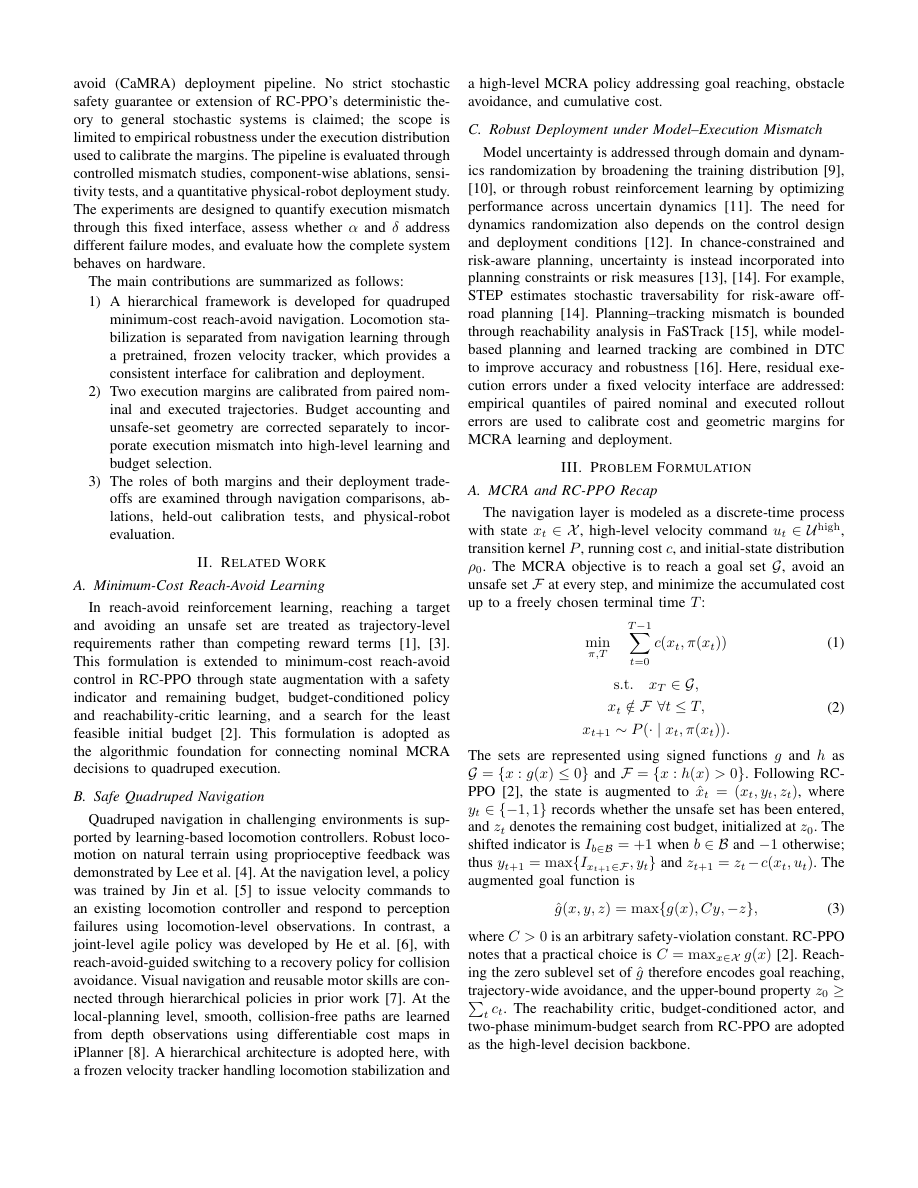 avoid (CaMRA) deployment pipeline. No strict stochastic
safety guarantee or extension of RC-PPO's deterministic the-
ory to general stochastic systems is claimed; the scope is
limited to empirical robustness under the execution distribution
used to calibrate the margins. The pipeline is evaluated through
controlled mismatch studies, component-wise ablations, sensi-
tivity tests, and a quantitative physical-robot deployment study.
The experiments are designed to quantify execution mismatch
through this fixed interface, assess whether α and δ address
different failure modes, and evaluate how the complete system
behaves on hardware.
The main contributions are summarized as follows:
1) A hierarchical framework is developed for quadruped
minimum-cost reach-avoid navigation. Locomotion sta-
bilization is separated from navigation learning through
a pretrained, frozen velocity tracker, which provides a
consistent interface for calibration and deployment.
2) Two execution margins are calibrated from paired nom-
inal and executed trajectories. Budget accounting and
unsafe-set geometry are corrected separately to incor-
porate execution mismatch into high-level learning and
budget selection.
3) The roles of both margins and their deployment trade-
offs are examined through navigation comparisons, ab-
lations, held-out calibration tests, and physical-robot
evaluation.
II. RELATED WORK
A. Minimum-Cost Reach-Avoid Learning
In reach-avoid reinforcement learning, reaching a target
and avoiding an unsafe set are treated as trajectory-level
requirements rather than competing reward terms [1], [3].
This formulation is extended to minimum-cost reach-avoid
control in RC-PPO through state augmentation with a safety
indicator and remaining budget, budget-conditioned policy
and reachability-critic learning, and a search for the least
feasible initial budget [2]. This formulation is adopted as
the algorithmic foundation for connecting nominal MCRA
decisions to quadruped execution.
B. Safe Quadruped Navigation
Quadruped navigation in challenging environments is sup-
ported by learning-based locomotion controllers. Robust loco-
motion on natural terrain using proprioceptive feedback was
demonstrated by Lee et al. [4]. At the navigation level, a policy
was trained by Jin et al. [5] to issue velocity commands to
an existing locomotion controller and respond to perception
failures using locomotion-level observations. In contrast, a
joint-level agile policy was developed by He et al. [6], with
reach-avoid-guided switching to a recovery policy for collision
avoidance. Visual navigation and reusable motor skills are con-
nected through hierarchical policies in prior work [7]. At the
local-planning level, smooth, collision-free paths are learned
from depth observations using differentiable cost maps in
iPlanner [8]. A hierarchical architecture is adopted here, with
a frozen velocity tracker handling locomotion stabilization and
a high-level MCRA policy addressing goal reaching, obstacle
avoidance, and cumulative cost.
C. Robust Deployment under Model–Execution Mismatch
Model uncertainty is addressed through domain and dynam-
ics randomization by broadening the training distribution [9],
[10], or through robust reinforcement learning by optimizing
performance across uncertain dynamics [11]. The need for
dynamics randomization also depends on the control design
and deployment conditions [12]. In chance-constrained and
risk-aware planning, uncertainty is instead incorporated into
planning constraints or risk measures [13], [14]. For example,
STEP estimates stochastic traversability for risk-aware off-
road planning [14]. Planning–tracking mismatch is bounded
through reachability analysis in FaSTrack [15], while model-
based planning and learned tracking are combined in DTC
to improve accuracy and robustness [16]. Here, residual exe-
cution errors under a fixed velocity interface are addressed:
empirical quantiles of paired nominal and executed rollout
errors are used to calibrate cost and geometric margins for
MCRA learning and deployment.
III. PROBLEM FORMULATION
A. MCRA and RC-PPO Recap
The navigation layer is modeled as a discrete-time process
with state x_t ∈ 𝒳, high-level velocity command u_t ∈ 𝒰^high,
transition kernel P, running cost c, and initial-state distribution
ρ_0. The MCRA objective is to reach a goal set 𝒢, avoid an
unsafe set ℱ at every step, and minimize the accumulated cost
up to a freely chosen terminal time T:
min_{π,T} ∑_{t=0}^{T−1} c(x_t, π(x_t)) (1)
s.t. x_T ∈ 𝒢,
x_t ∉ ℱ ∀t ≤ T, (2)
x_{t+1} ∼ P(· | x_t, π(x_t)).
The sets are represented using signed functions g and h as
𝒢 = {x : g(x) ≤ 0} and ℱ = {x : h(x) > 0}. Following RC-
PPO [2], the state is augmented to x̂_t = (x_t, y_t, z_t), where
y_t ∈ {−1, 1} records whether the unsafe set has been entered,
and z_t denotes the remaining cost budget, initialized at z_0. The
shifted indicator is I_{b∈ℬ} = +1 when b ∈ ℬ and −1 otherwise;
thus y_{t+1} = max{I_{x_{t+1}∈ℱ}, y_t} and z_{t+1} = z_t − c(x_t, u_t). The
augmented goal function is
ĝ(x, y, z) = max{g(x), Cy, −z}, (3)
where C > 0 is an arbitrary safety-violation constant. RC-PPO
notes that a practical choice is C = max_{x∈𝒳} g(x) [2]. Reach-
ing the zero sublevel set of ĝ therefore encodes goal reaching,
trajectory-wide avoidance, and the upper-bound property z_0 ≥
∑_t c_t. The reachability critic, budget-conditioned actor, and
two-phase minimum-budget search from RC-PPO are adopted
as the high-level decision backbone.